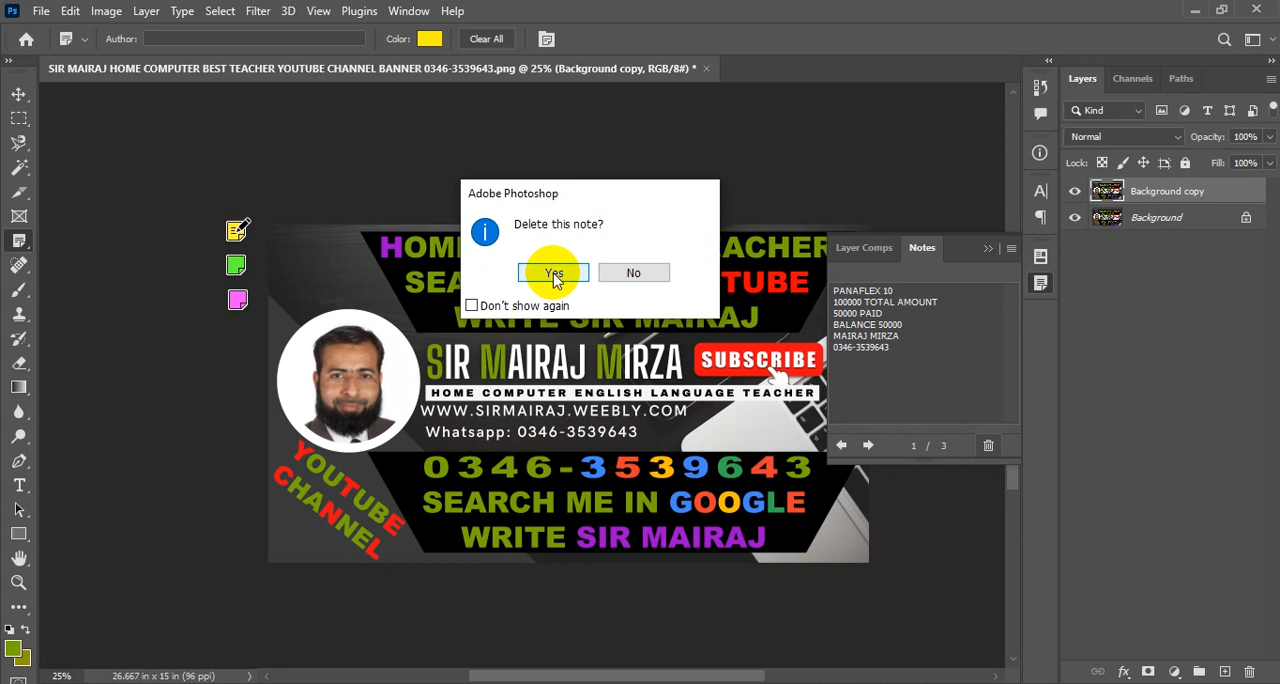 Ps File Edit Image Layer Type Select Filter 3D View Plugins Window Help
Author: Color: Clear All
SIR MAIRAJ HOME COMPUTER BEST TEACHER YOUTUBE CHANNEL BANNER 0346-3539643.png @ 25% (Background copy, RGB/8#) *
Layers Channels Paths
Kind
Normal Opacity: 100%
Lock: Fill: 100%
Background copy
Background
Adobe Photoshop
Delete this note?
Yes No
Don't show again
Layer Comps Notes
PANAFLEX 10
100000 TOTAL AMOUNT
50000 PAID
BALANCE 50000
MAIRAJ MIRZA
0346-3539643
1 / 3
WRITE SIR MAIRAJ
SIR MAIRAJ MIRZA SUBSCRIBE
HOME COMPUTER ENGLISH LANGUAGE TEACHER
WWW.SIRMAIRAJ.WEEBLY.COM
Whatsapp: 0346-3539643
YOUTUBE
CHANNEL
0346-3539643
SEARCH ME IN GOOGLE
WRITE SIR MAIRAJ
25% 26.667 in x 15 in (96 ppi)